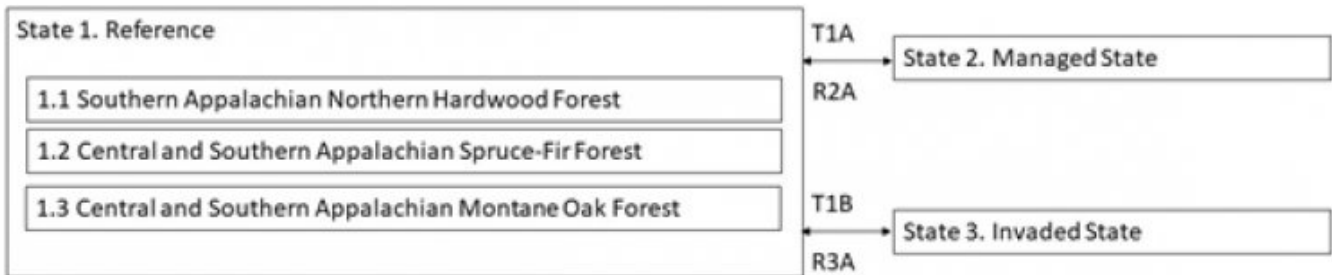 State 1. Reference
T1A
State 2. Managed State
R2A
1.1 Southern Appalachian Northern Hardwood Forest
1.2 Central and Southern Appalachian Spruce-Fir Forest
1.3 Central and Southern Appalachian Montane Oak Forest
T1B
State 3. Invaded State
R3A